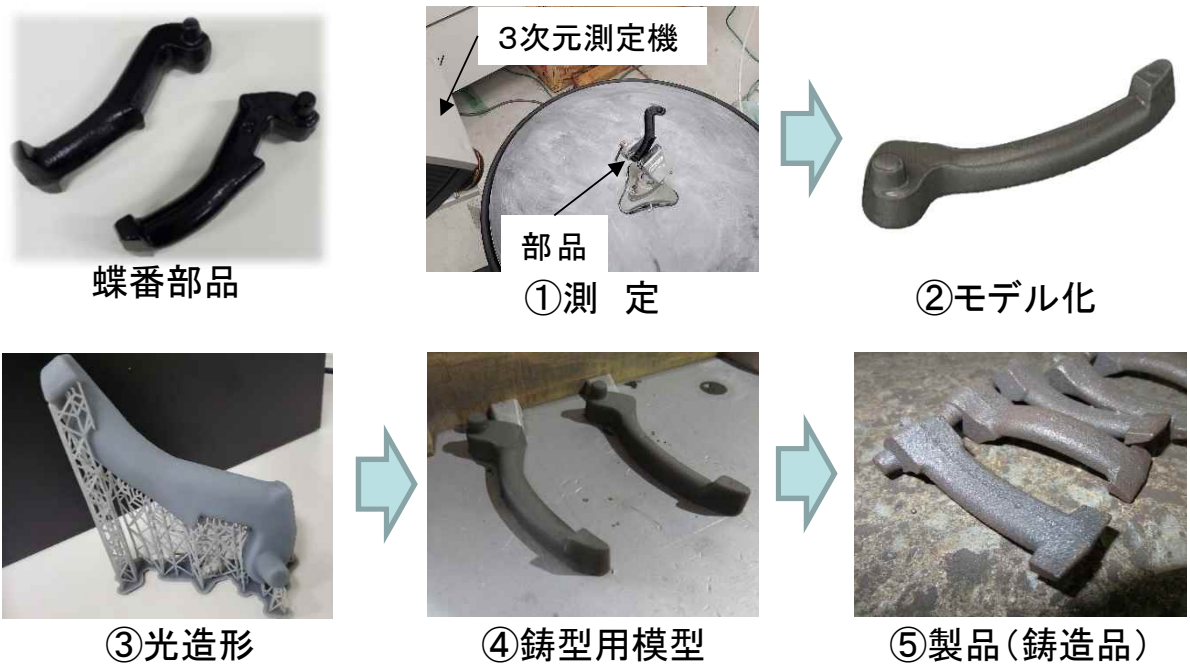 蝶番部品
3次元測定機
部品
①測 定
②モデル化
③光造形
④鋳型用模型
⑤製品(鋳造品)